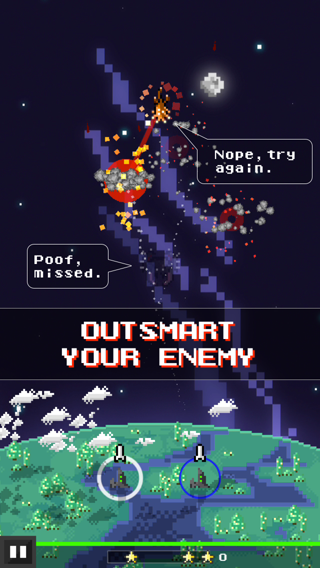 Nope, try
again.
Poof,
missed.
OUTSMART
YOUR ENEMY
0